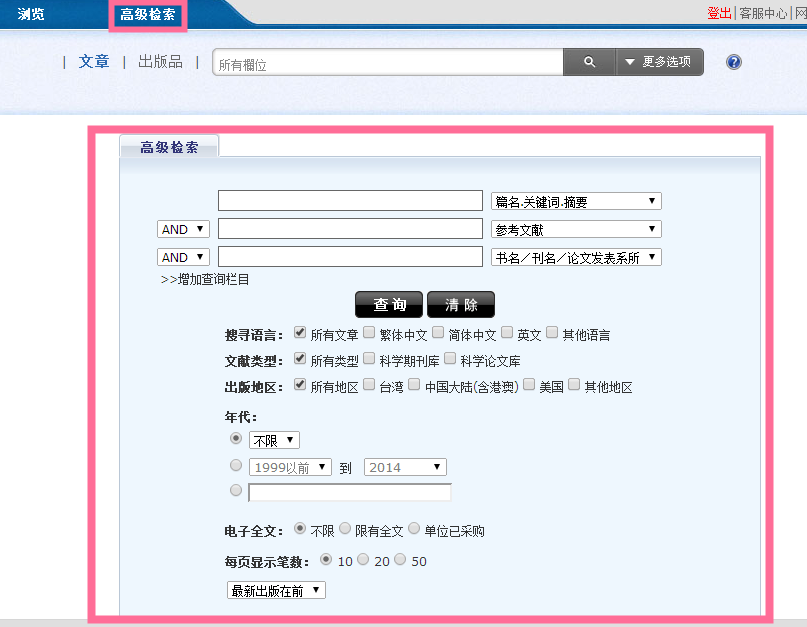 浏览 高级检索 登出|客服中心|网
| 文章 | 出版品 | 所有欄位 更多选项 ?
高级检索
篇名.关键词.摘要
AND 参考文献
AND 书名／刊名／论文发表系所
>>增加查询栏目
查询 清除
搜寻语言： 所有文章 繁体中文 简体中文 英文 其他语言
文献类型： 所有类型 科学期刊库 科学论文库
出版地区： 所有地区 台湾 中国大陆(含港澳) 美国 其他地区
年代：
不限
1999以前 到 2014
电子全文： 不限 限有全文 单位已采购
每页显示笔数： 10 20 50
最新出版在前